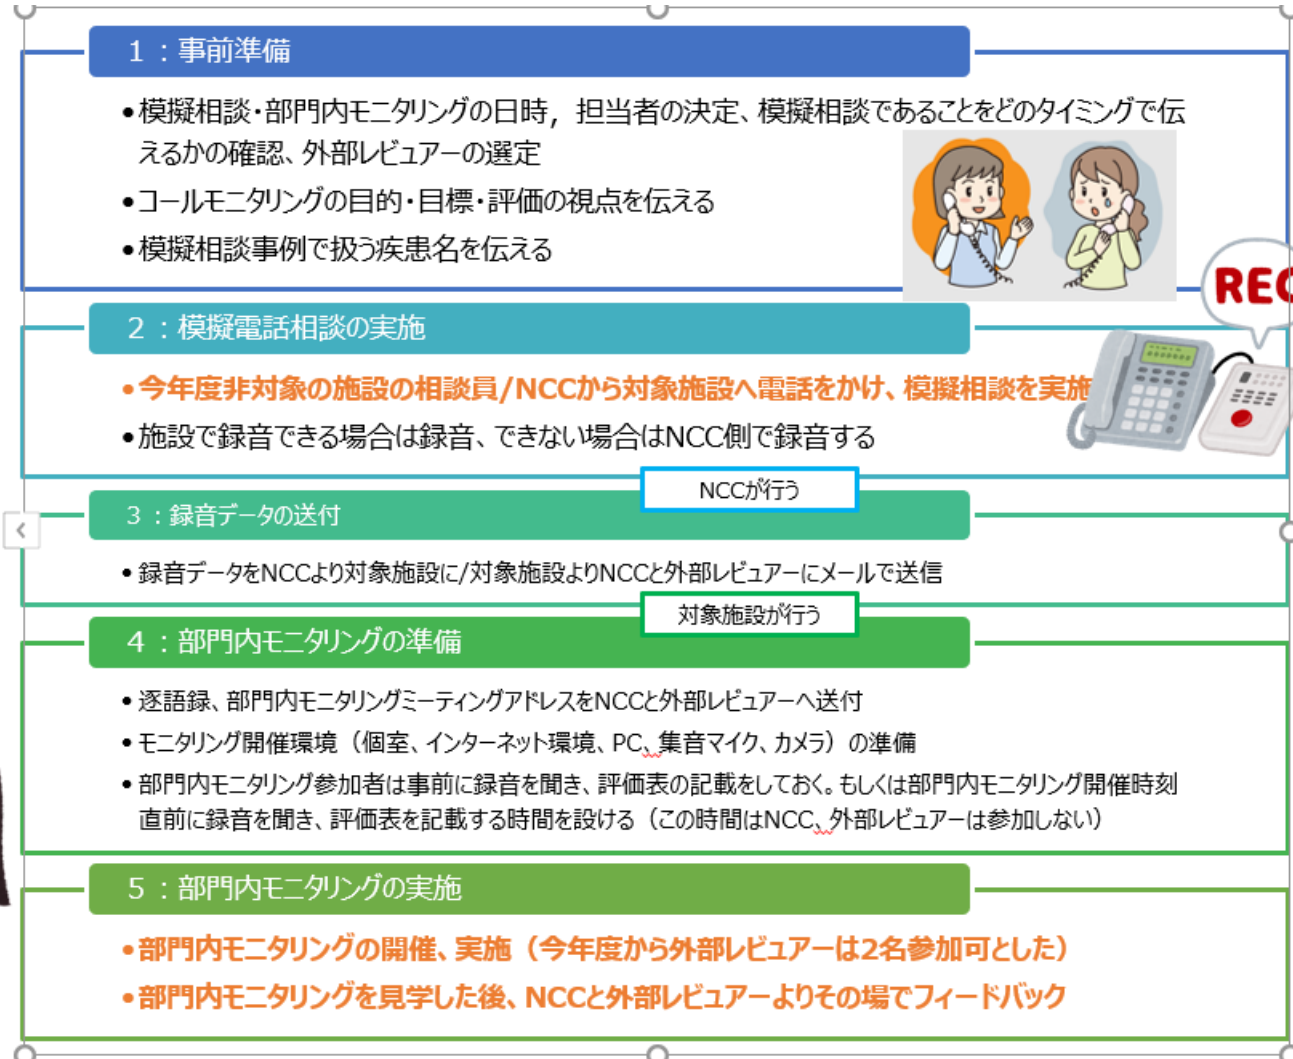 1：事前準備
•模擬相談・部門内モニタリングの日時，担当者の決定、模擬相談であることをどのタイミングで伝
えるかの確認、外部レビュアーの選定
•コールモニタリングの目的・目標・評価の視点を伝える
•模擬相談事例で扱う疾患名を伝える
REC
2：模擬電話相談の実施
•今年度非対象の施設の相談員/NCCから対象施設へ電話をかけ、模擬相談を実施
•施設で録音できる場合は録音、できない場合はNCC側で録音する
NCCが行う
3：録音データの送付
•録音データをNCCより対象施設に/対象施設よりNCCと外部レビュアーにメールで送信
対象施設が行う
4：部門内モニタリングの準備
•逐語録、部門内モニタリングミーティングアドレスをNCCと外部レビュアーへ送付
•モニタリング開催環境（個室、インターネット環境、PC、集音マイク、カメラ）の準備
•部門内モニタリング参加者は事前に録音を聞き、評価表の記載をしておく。もしくは部門内モニタリング開催時刻
直前に録音を聞き、評価表を記載する時間を設ける（この時間はNCC、外部レビュアーは参加しない）
5：部門内モニタリングの実施
•部門内モニタリングの開催、実施（今年度から外部レビュアーは2名参加可とした）
•部門内モニタリングを見学した後、NCCと外部レビュアーよりその場でフィードバック